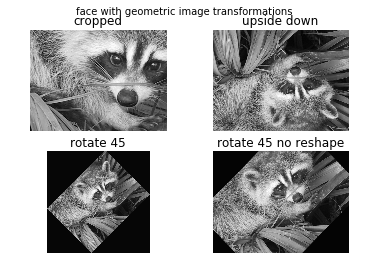 face with geometric image transformations
cropped
upside down
rotate 45
rotate 45 no reshape